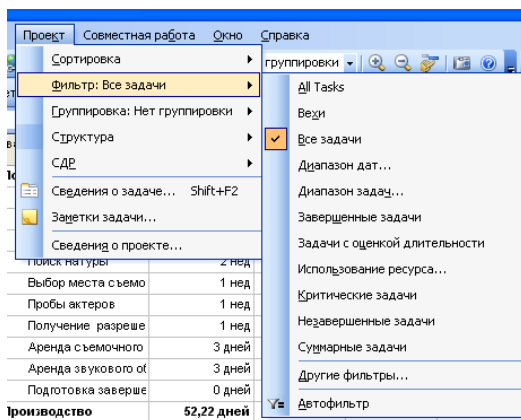 Проект Совместная работа Окно Справка
Сортировка
группировки
Фильтр: Все задачи
All Tasks
Группировка: Нет группировки
Вехи
Структура
Все задачи
СДР
Диапазон дат...
Сведения о задаче... Shift+F2
Диапазон задач...
Заметки задачи...
Завершенные задачи
Сведения о проекте...
Задачи с оценкой длительности
Поиск натуры 2 нед
Использование ресурса...
Выбор места съемо 1 нед
Критические задачи
Пробы актеров 1 нед
Незавершенные задачи
Получение разреше 1 нед
Суммарные задачи
Аренда съемочного 3 дней
Другие фильтры...
Аренда звукового об 3 дней
Подготовка заверше 0 дней
Автофильтр
Производство 52,22 дней